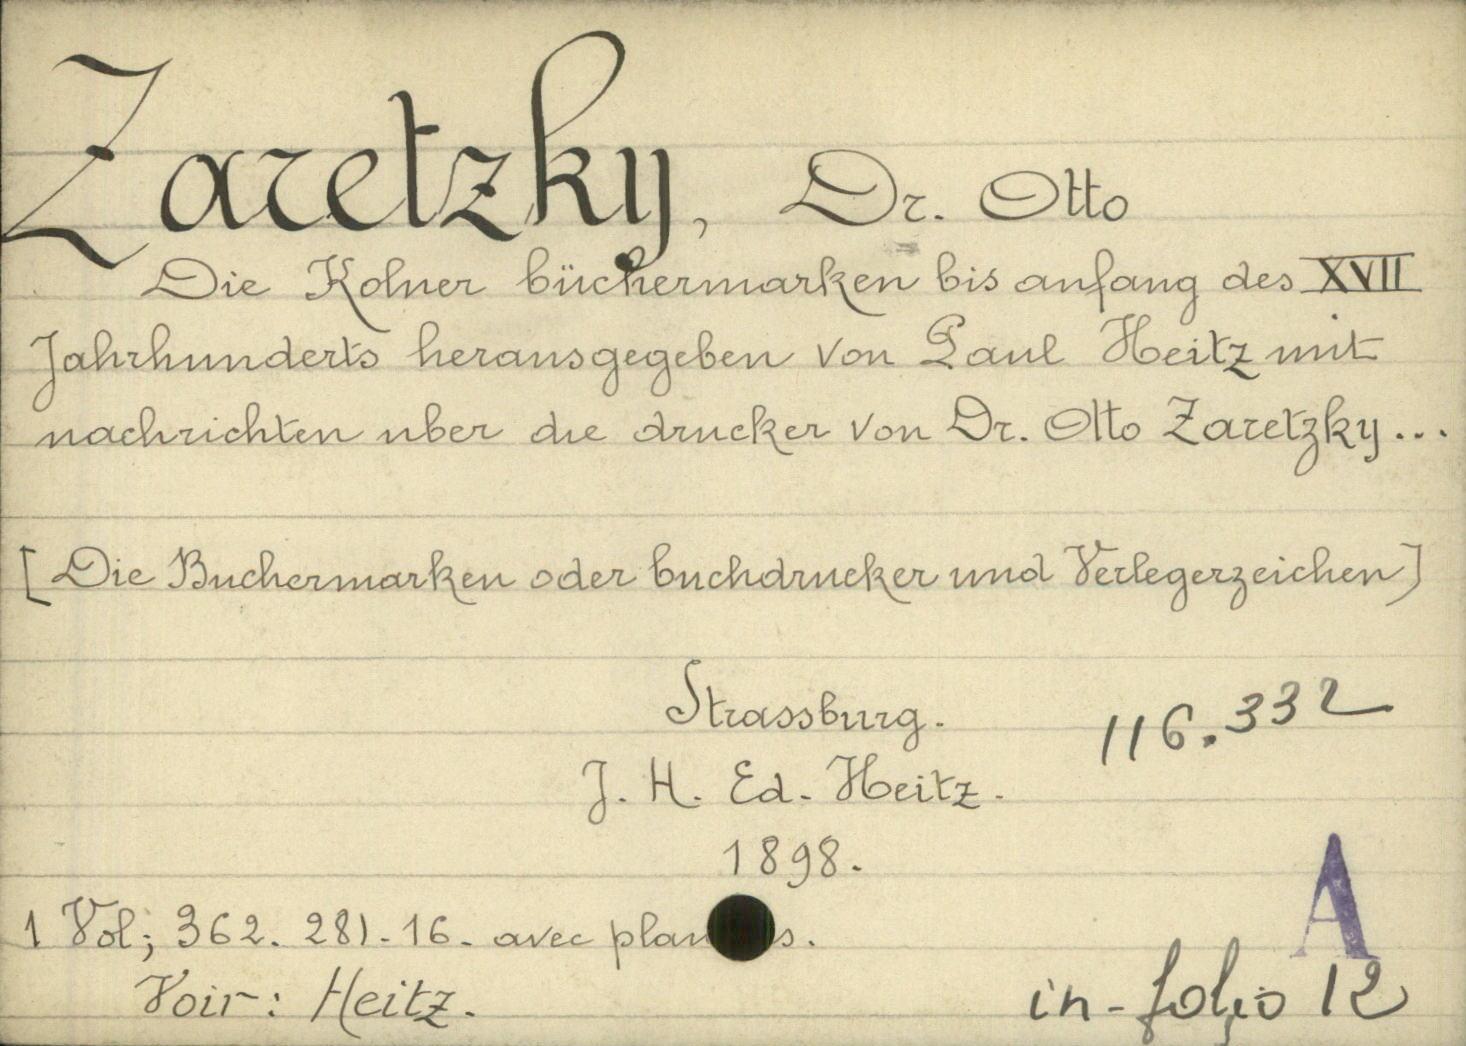 Zaretzky, Dr. Otto
Die Kolner büchermarken bis anfang des XVII
Jahrhunderts herausgegeben von Paul Heitz mit
nachrichten uber die drucker von Dr. Otto Zaretzky...
[Die Buchermarken oder buchdrucker und Verlegerzeichen]
Strassburg.
116.332
J. H. Ed. Heitz.
1898.
A
1 Vol; 362. 281. 16. avec
Voir: Heitz.
in-folio 12